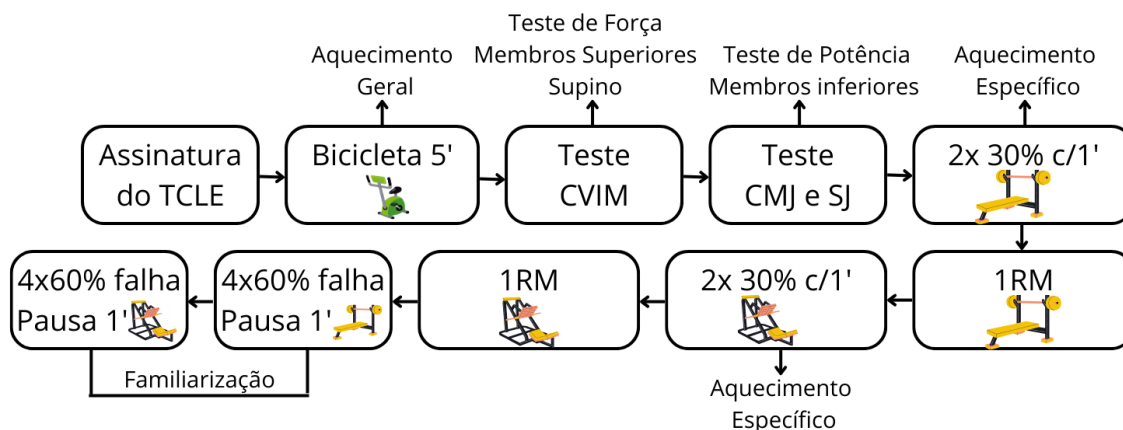 Aquecimento
Geral
Teste de Força
Membros Superiores
Supino
Teste de Potência
Membros inferiores
Aquecimento
Específico
Assinatura
do TCLE
Bicicleta 5'
Teste
CVIM
Teste
CMJ e SJ
2x 30% c/1'
4x60% falha
Pausa 1'
4x60% falha
Pausa 1'
1RM
2x 30% c/1'
1RM
Familiarização
Aquecimento
Específico